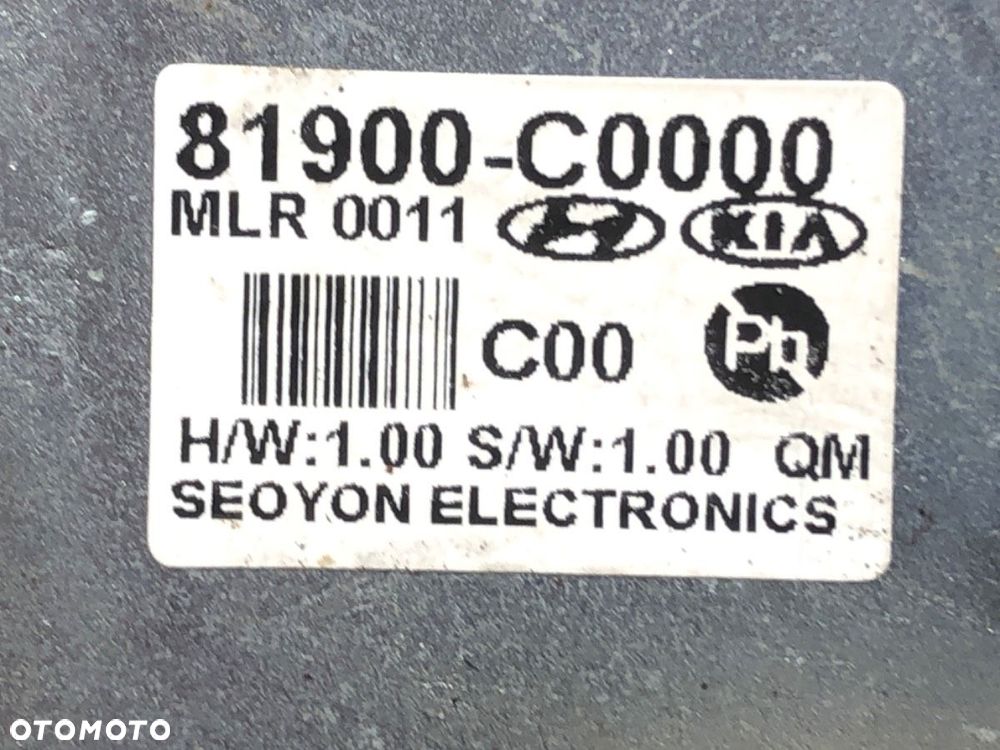 81900-C0000
MLR 0011 KIA
C00 Pb
H/W:1.00 S/W:1.00 QM
SEOYON ELECTRONICS
OTOMOTO